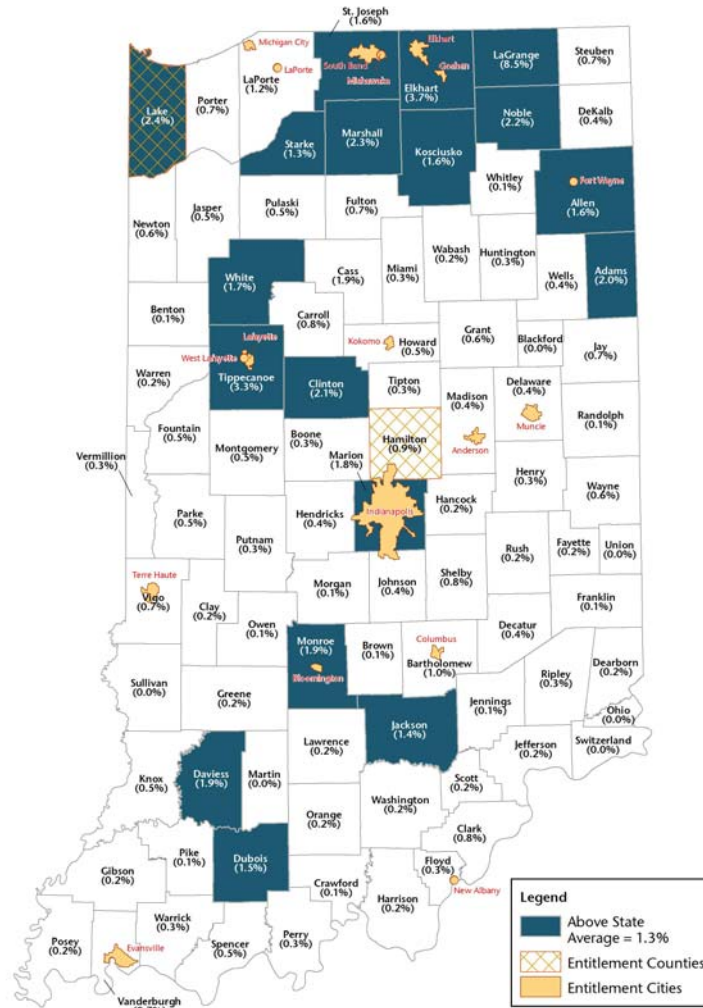 St. Joseph
(1.6%)
Michigan City
LaPorte
LaPorte
(1.2%)
South Bend
Mishawaka
Elkhart
Goshen
Elkhart
(3.7%)
LaGrange
(8.5%)
Steuben
(0.7%)
Lake
(2.4%)
Porter
(0.7%)
Starke
(1.3%)
Marshall
(2.3%)
Kosciusko
(1.6%)
Noble
(2.2%)
DeKalb
(0.4%)
Whitley
(0.1%)
Fort Wayne
Allen
(1.6%)
Newton
(0.6%)
Jasper
(0.5%)
Pulaski
(0.5%)
Fulton
(0.7%)
Wabash
(0.2%)
Huntington
(0.3%)
Miami
(0.3%)
Wells
(0.4%)
Adams
(2.0%)
White
(1.7%)
Cass
(1.9%)
Benton
(0.1%)
Carroll
(0.8%)
Kokomo
Howard
(0.5%)
Grant
(0.6%)
Blackford
(0.0%)
Jay
(0.7%)
Lafayette
West Lafayette
Tippecanoe
(3.3%)
Warren
(0.2%)
Clinton
(2.1%)
Tipton
(0.3%)
Madison
(0.4%)
Anderson
Delaware
(0.4%)
Muncie
Randolph
(0.1%)
Fountain
(0.5%)
Montgomery
(0.5%)
Boone
(0.3%)
Hamilton
(0.9%)
Marion
(1.8%)
Indianapolis
Vermillion
(0.3%)
Henry
(0.3%)
Wayne
(0.6%)
Parke
(0.5%)
Putnam
(0.3%)
Hendricks
(0.4%)
Hancock
(0.2%)
Rush
(0.2%)
Fayette
(0.2%)
Union
(0.0%)
Terre Haute
Vigo
(0.7%)
Clay
(0.2%)
Owen
(0.1%)
Morgan
(0.1%)
Johnson
(0.4%)
Shelby
(0.8%)
Franklin
(0.1%)
Decatur
(0.4%)
Monroe
(1.9%)
Bloomington
Brown
(0.1%)
Columbus
Bartholomew
(1.0%)
Sullivan
(0.0%)
Greene
(0.2%)
Jennings
(0.1%)
Ripley
(0.3%)
Dearborn
(0.2%)
Ohio
(0.0%)
Switzerland
(0.0%)
Jackson
(1.4%)
Lawrence
(0.2%)
Jefferson
(0.2%)
Knox
(0.5%)
Daviess
(1.9%)
Martin
(0.0%)
Scott
(0.2%)
Washington
(0.2%)
Orange
(0.2%)
Clark
(0.8%)
Pike
(0.1%)
Dubois
(1.5%)
Floyd
(0.3%)
New Albany
Gibson
(0.2%)
Crawford
(0.1%)
Harrison
(0.2%)
Posey
(0.2%)
Evansville
Warrick
(0.3%)
Spencer
(0.5%)
Perry
(0.3%)
Vanderburgh
Legend
Above State
Average = 1.3%
Entitlement Counties
Entitlement Cities